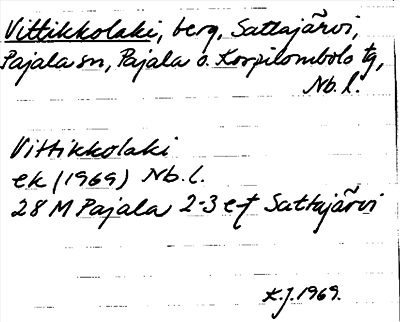 Vittikkolaki, berg, Sattajärvi,
Pajala sn, Pajala o. Korpilombolo tg,
Nb. l.
Vittikkolaki
ek (1969) Nb. l.
28 M Pajala 2-3 e-f Sattajärvi
K.J. 1969.